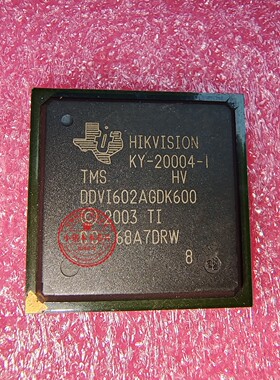 HIKVISION
KY-20004-I
TMS HV
DDVI602AGDK600
© 2003 TI
68A7DRW
8